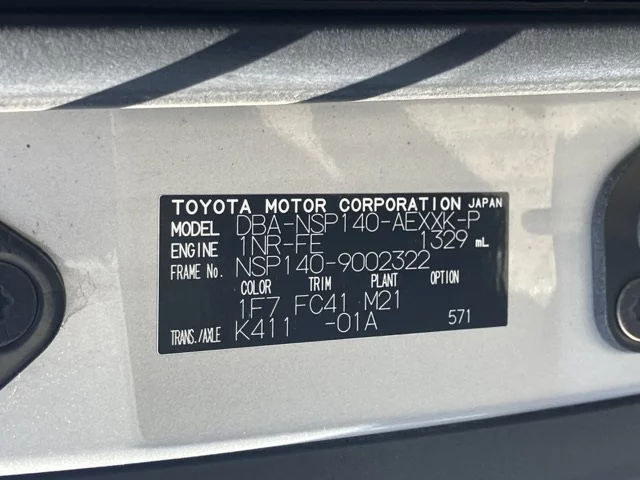 TOYOTA MOTOR CORPORATION JAPAN
MODEL DBA-NSP140-AEXXK-P
ENGINE 1NR-FE 1329 mL
FRAME No. NSP140-9002322
COLOR TRIM PLANT OPTION
1F7 FC41 M21
TRANS./AXLE K411 -01A 571